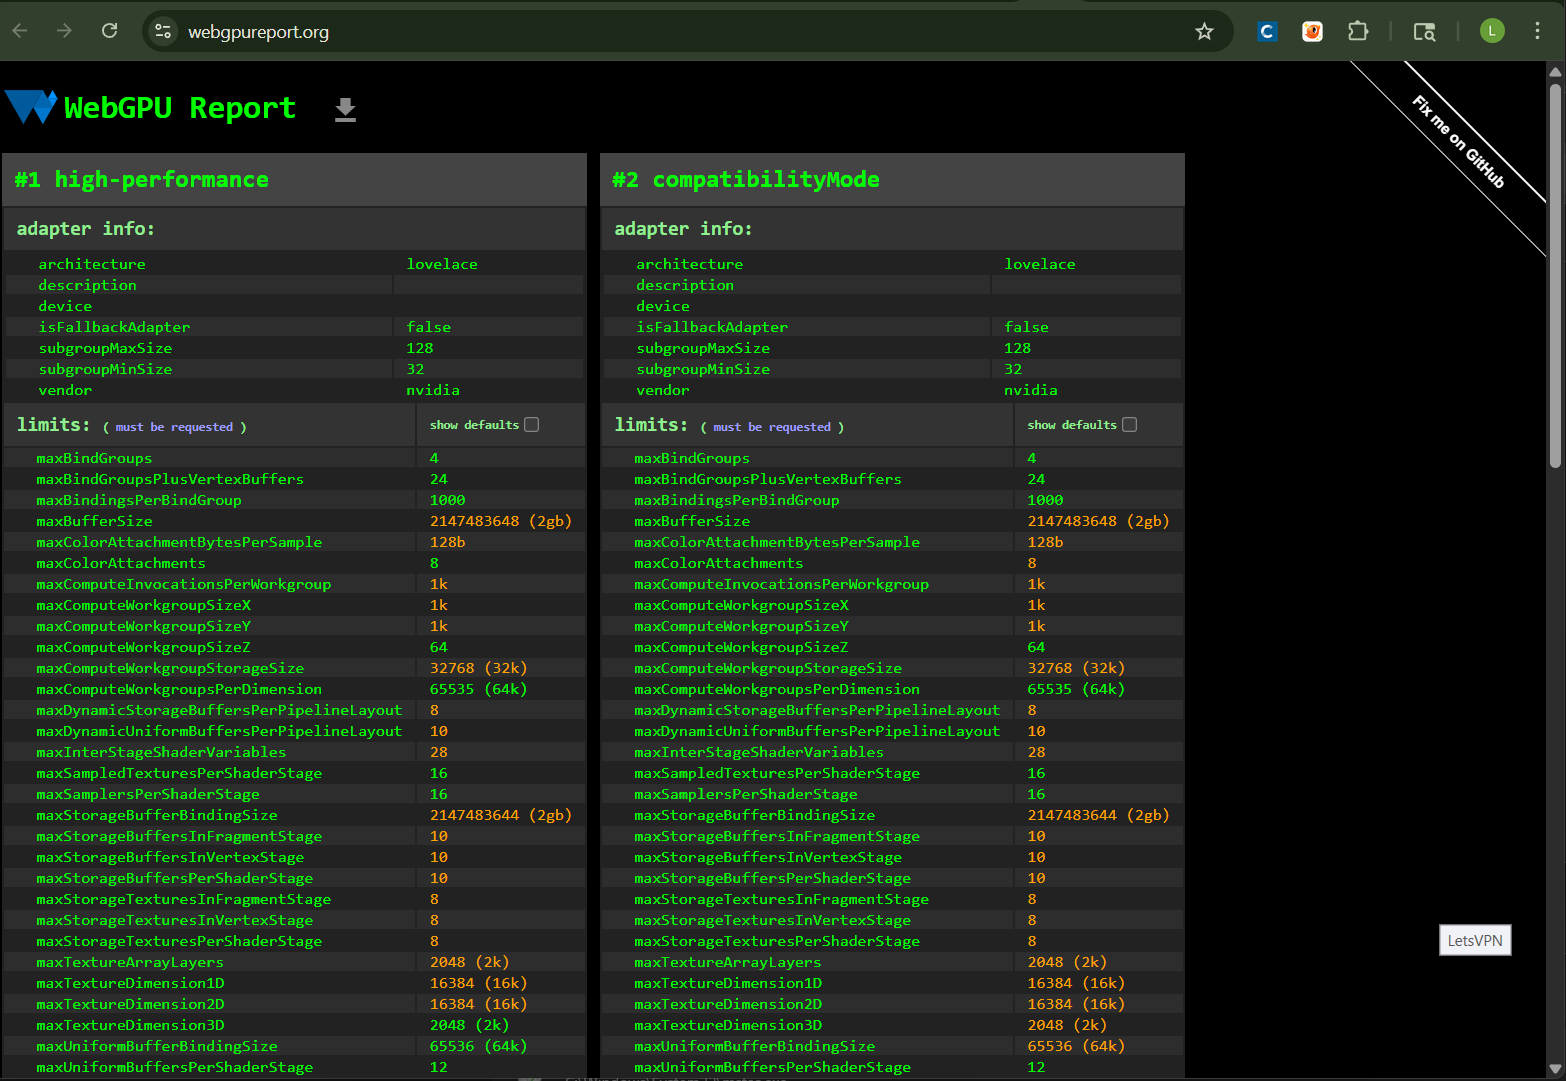 webgpureport.org
L
WebGPU Report
Fix me on GitHub
#1 high-performance
adapter info:
architecture lovelace
description
device
isFallbackAdapter false
subgroupMaxSize 128
subgroupMinSize 32
vendor nvidia
limits: ( must be requested ) show defaults
maxBindGroups 4
maxBindGroupsPlusVertexBuffers 24
maxBindingsPerBindGroup 1000
maxBufferSize 2147483648 (2gb)
maxColorAttachmentBytesPerSample 128b
maxColorAttachments 8
maxComputeInvocationsPerWorkgroup 1k
maxComputeWorkgroupSizeX 1k
maxComputeWorkgroupSizeY 1k
maxComputeWorkgroupSizeZ 64
maxComputeWorkgroupStorageSize 32768 (32k)
maxComputeWorkgroupsPerDimension 65535 (64k)
maxDynamicStorageBuffersPerPipelineLayout 8
maxDynamicUniformBuffersPerPipelineLayout 10
maxInterStageShaderVariables 28
maxSampledTexturesPerShaderStage 16
maxSamplersPerShaderStage 16
maxStorageBufferBindingSize 2147483644 (2gb)
maxStorageBuffersInFragmentStage 10
maxStorageBuffersInVertexStage 10
maxStorageBuffersPerShaderStage 10
maxStorageTexturesInFragmentStage 8
maxStorageTexturesInVertexStage 8
maxStorageTexturesPerShaderStage 8
maxTextureArrayLayers 2048 (2k)
maxTextureDimension1D 16384 (16k)
maxTextureDimension2D 16384 (16k)
maxTextureDimension3D 2048 (2k)
maxUniformBufferBindingSize 65536 (64k)
maxUniformBuffersPerShaderStage 12
#2 compatibilityMode
adapter info:
architecture lovelace
description
device
isFallbackAdapter false
subgroupMaxSize 128
subgroupMinSize 32
vendor nvidia
limits: ( must be requested ) show defaults
maxBindGroups 4
maxBindGroupsPlusVertexBuffers 24
maxBindingsPerBindGroup 1000
maxBufferSize 2147483648 (2gb)
maxColorAttachmentBytesPerSample 128b
maxColorAttachments 8
maxComputeInvocationsPerWorkgroup 1k
maxComputeWorkgroupSizeX 1k
maxComputeWorkgroupSizeY 1k
maxComputeWorkgroupSizeZ 64
maxComputeWorkgroupStorageSize 32768 (32k)
maxComputeWorkgroupsPerDimension 65535 (64k)
maxDynamicStorageBuffersPerPipelineLayout 8
maxDynamicUniformBuffersPerPipelineLayout 10
maxInterStageShaderVariables 28
maxSampledTexturesPerShaderStage 16
maxSamplersPerShaderStage 16
maxStorageBufferBindingSize 2147483644 (2gb)
maxStorageBuffersInFragmentStage 10
maxStorageBuffersInVertexStage 10
maxStorageBuffersPerShaderStage 10
maxStorageTexturesInFragmentStage 8
maxStorageTexturesInVertexStage 8
maxStorageTexturesPerShaderStage 8
maxTextureArrayLayers 2048 (2k)
maxTextureDimension1D 16384 (16k)
maxTextureDimension2D 16384 (16k)
maxTextureDimension3D 2048 (2k)
maxUniformBufferBindingSize 65536 (64k)
maxUniformBuffersPerShaderStage 12
LetsVPN